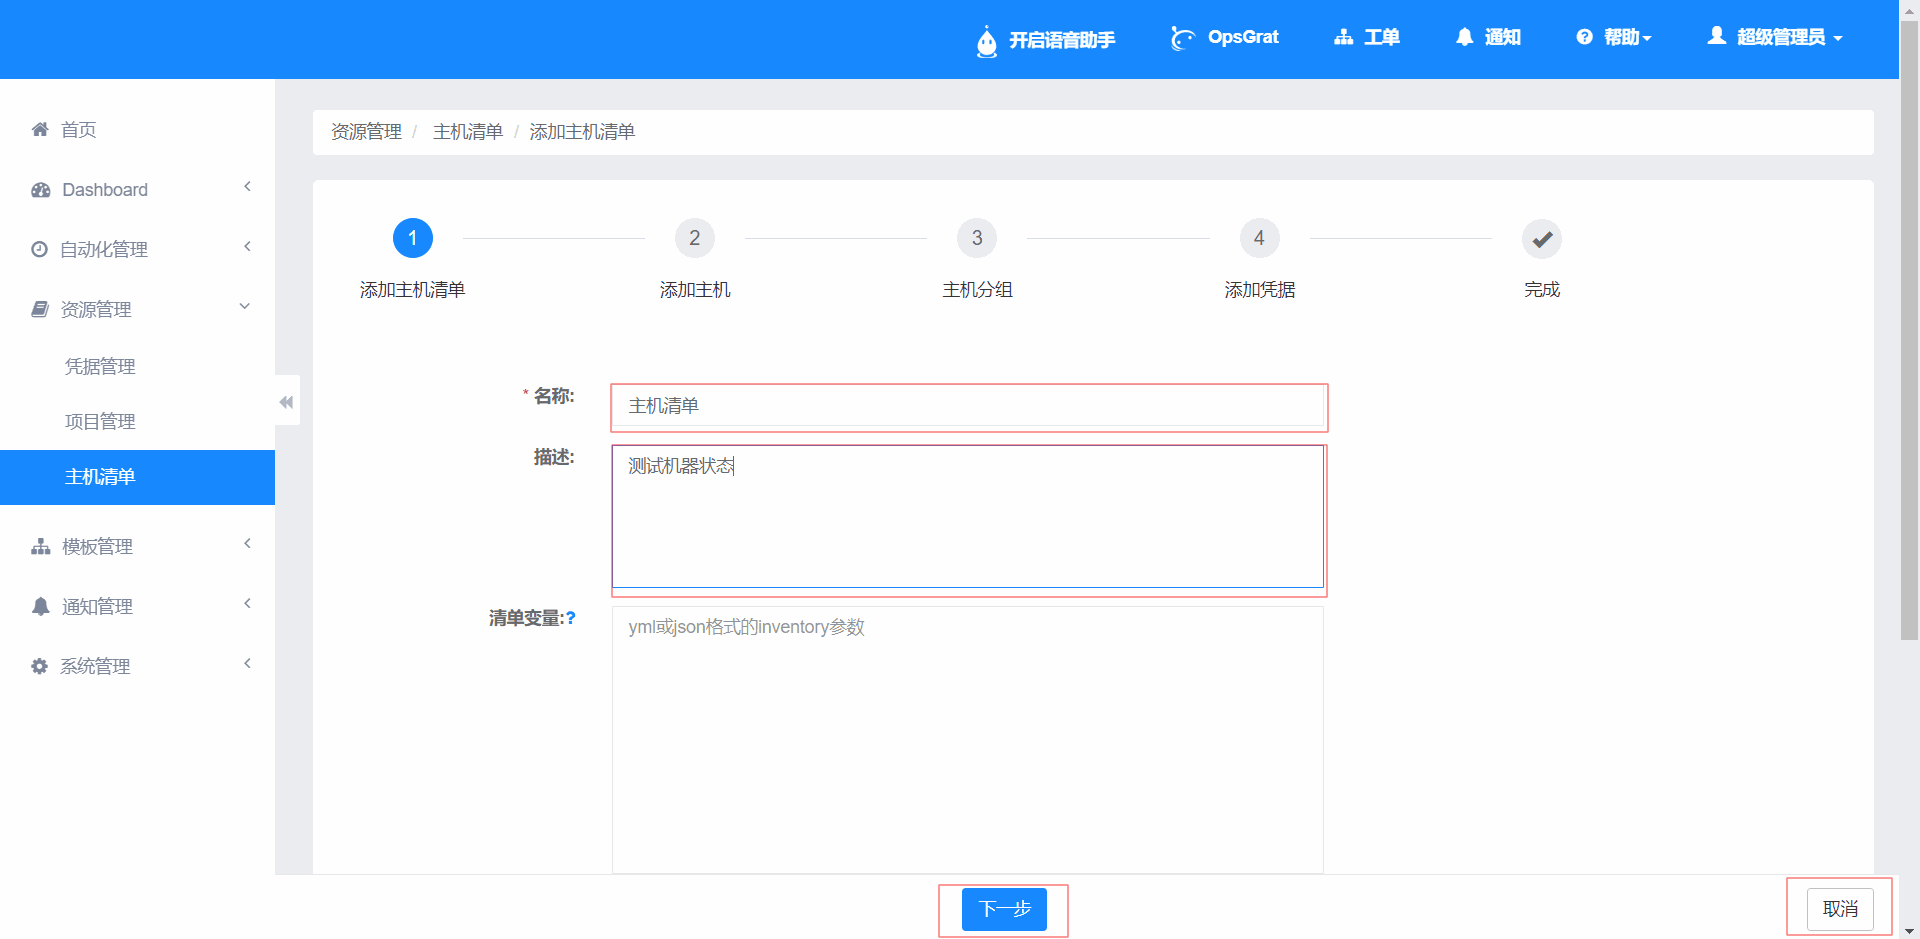 开启语音助手
OpsGrat
工单
通知
帮助
超级管理员
首页
Dashboard
自动化管理
资源管理
凭据管理
项目管理
主机清单
模板管理
通知管理
系统管理
资源管理 / 主机清单 / 添加主机清单
1
2
3
4
添加主机清单
添加主机
主机分组
添加凭据
完成
* 名称:
主机清单
描述:
测试机器状态
清单变量:?
yml或json格式的inventory参数
下一步
取消